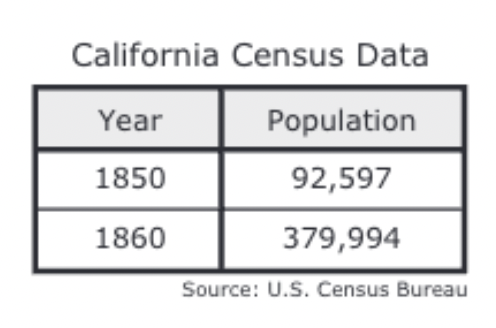 California Census Data
Year Population
1850 92,597
1860 379,994
Source: U.S. Census Bureau